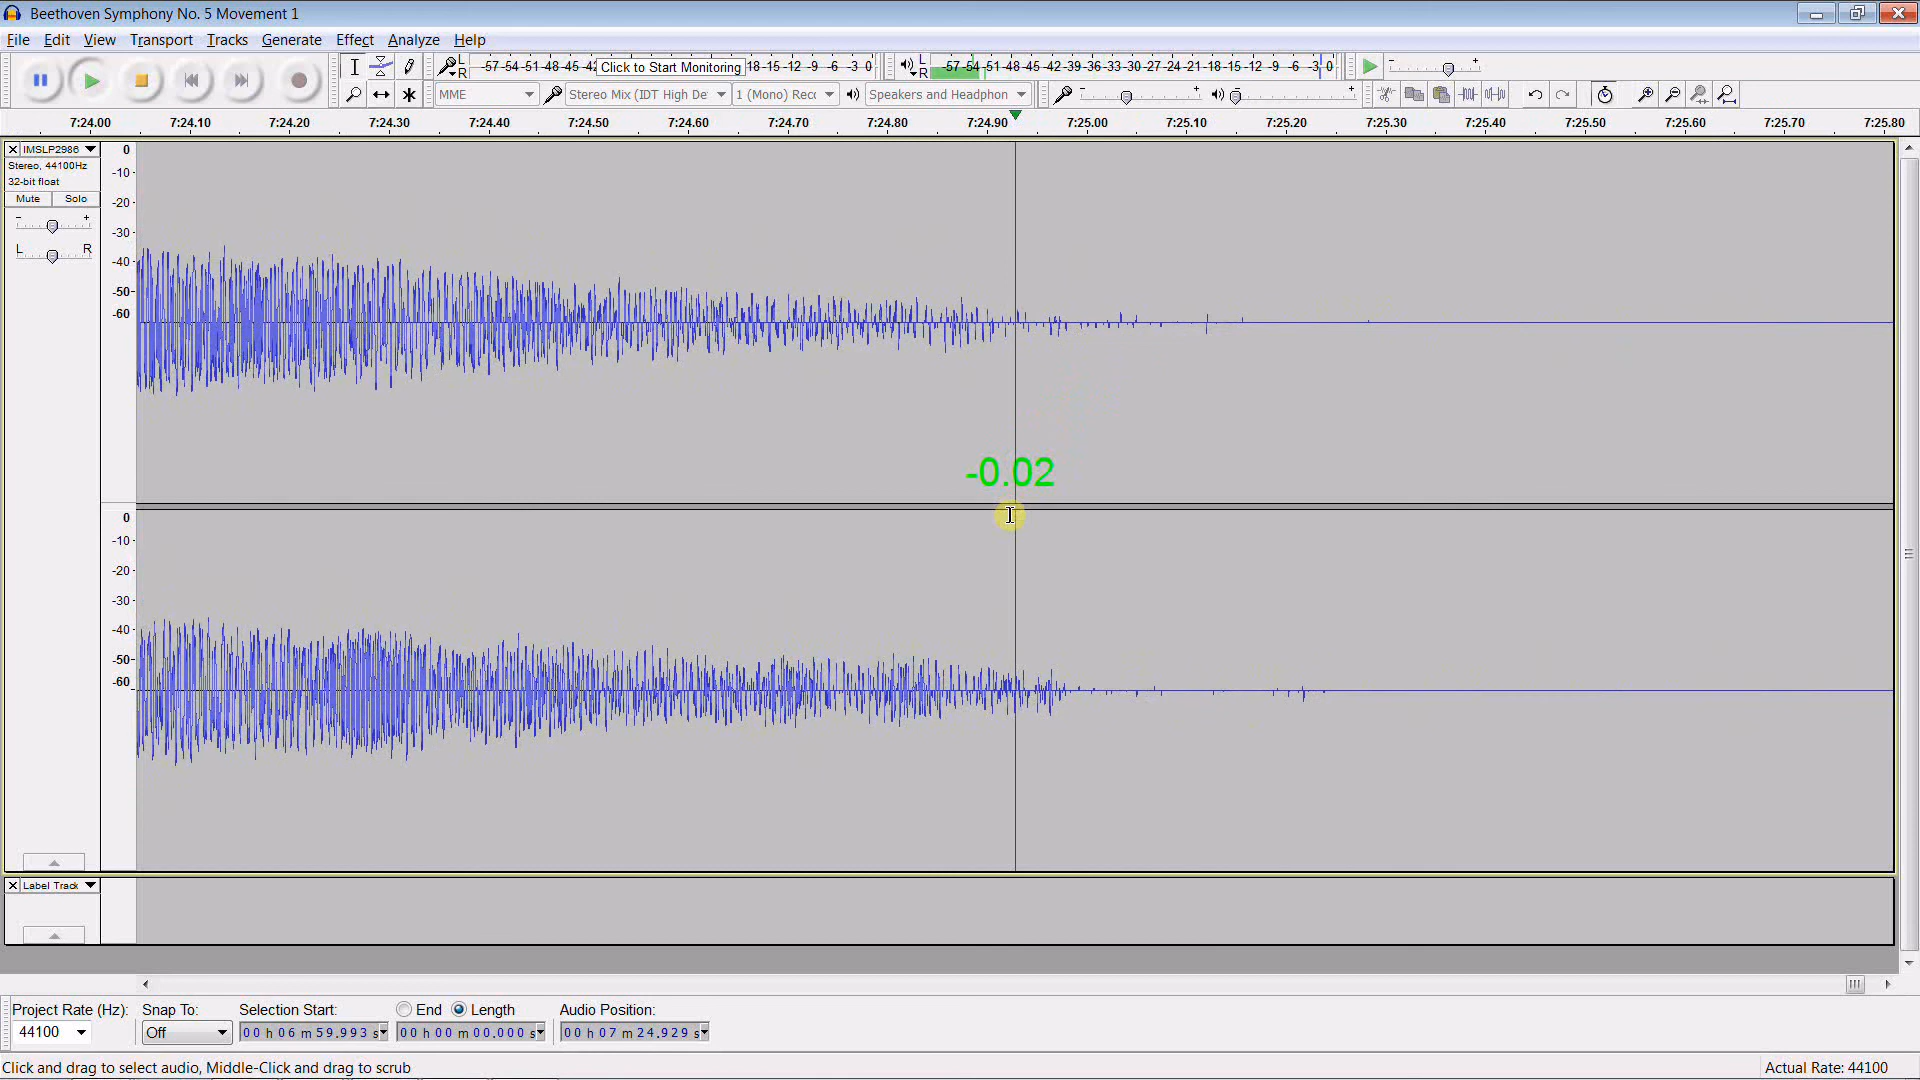 Beethoven Symphony No. 5 Movement 1
File Edit View Transport Tracks Generate Effect Analyze Help
L
R
-57-54-51-48-45-42 Click to Start Monitoring -18-15-12 -9 -6 -3 0
L
R
-57-54-51-48-45-42-39-36-33-30-27-24-21-18-15-12 -9 -6 -3 0
- +
MME Stereo Mix (IDT High De 1 (Mono) Recc Speakers and Headphon - + - +
7:24.00 7:24.10 7:24.20 7:24.30 7:24.40 7:24.50 7:24.60 7:24.70 7:24.80 7:24.90 7:25.00 7:25.10 7:25.20 7:25.30 7:25.40 7:25.50 7:25.60 7:25.70 7:25.80
IMSLP2986
Stereo, 44100Hz
32-bit float
Mute Solo
- +
L R
0
-10
-20
-30
-40
-50
-60
-0.02
0
-10
-20
-30
-40
-50
-60
Label Track
Project Rate (Hz): Snap To: Selection Start: End Length Audio Position:
44100 Off 00 h 06 m 59.993 s 00 h 00 m 00.000 s 00 h 07 m 24.929 s
Click and drag to select audio, Middle-Click and drag to scrub
Actual Rate: 44100